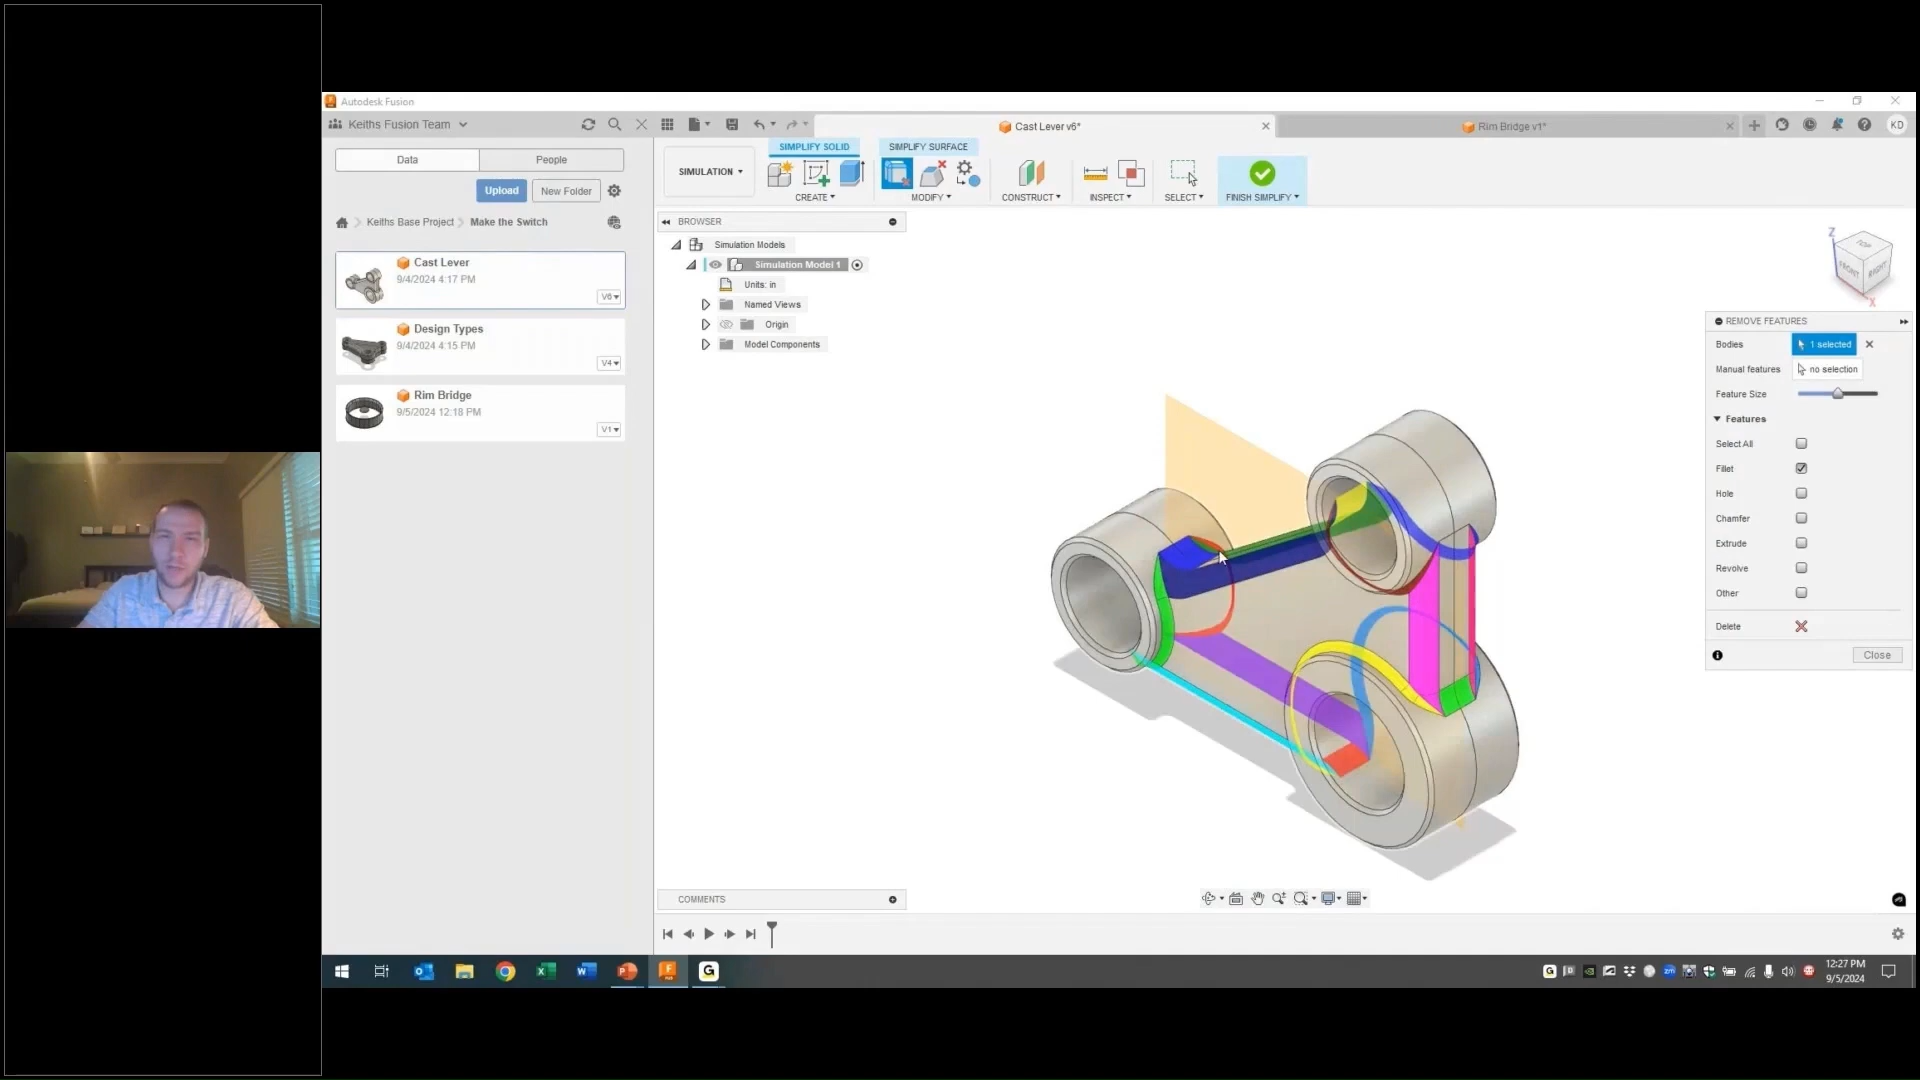 Autodesk Fusion
Keiths Fusion Team
Cast Lever v6*
Rim Bridge v1*
KD
Data
People
Upload
New Folder
Keiths Base Project
Make the Switch
Cast Lever
9/4/2024 4:17 PM
V6
Design Types
9/4/2024 4:15 PM
V4
Rim Bridge
9/5/2024 12:18 PM
V1
SIMULATION
SIMPLIFY SOLID
SIMPLIFY SURFACE
CREATE
MODIFY
CONSTRUCT
INSPECT
SELECT
FINISH SIMPLIFY
BROWSER
Simulation Models
Simulation Model 1
Units: in
Named Views
Origin
Model Components
Z
TOP
FRONT
RIGHT
X
REMOVE FEATURES
Bodies
1 selected
Manual features
no selection
Feature Size
Features
Select All
Fillet
Hole
Chamfer
Extrude
Revolve
Other
Delete
Close
COMMENTS
12:27 PM
9/5/2024